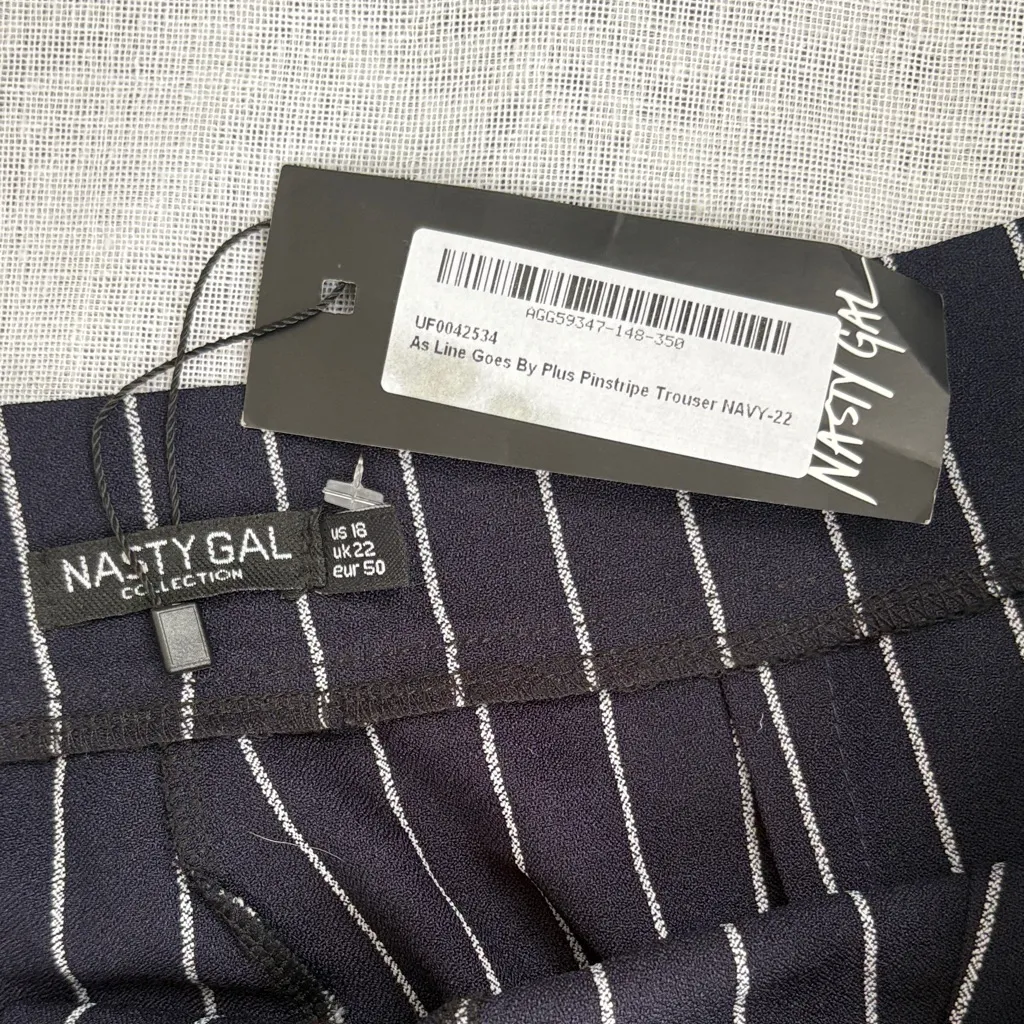 AGG59347-148-350
UF0042534
As Line Goes By Plus Pinstripe Trouser NAVY-22
NASTY GAL
NASTY GAL
COLLECTION
us 18
uk 22
eur 50